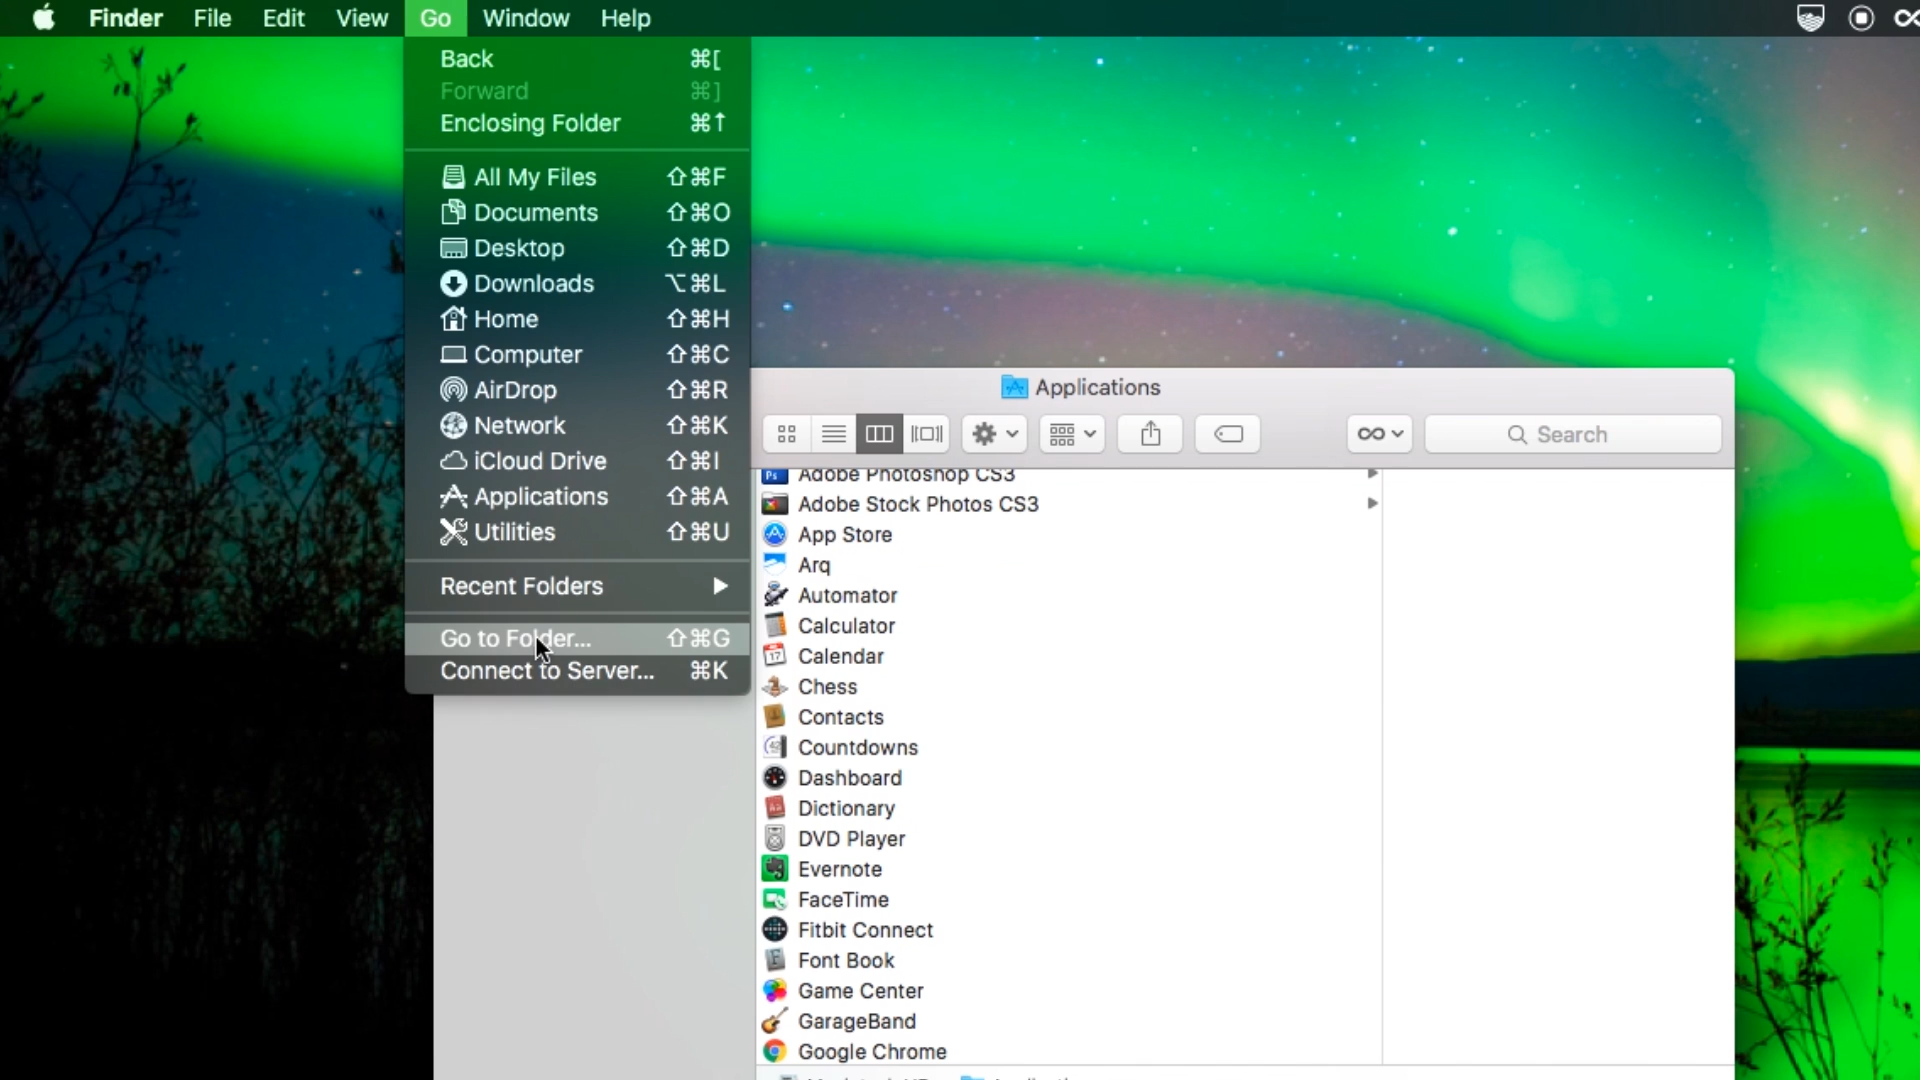 Finder File Edit View Go Window Help
Back ⌘[
Forward ⌘]
Enclosing Folder ⌘↑
All My Files ⇧⌘F
Documents ⇧⌘O
Desktop ⇧⌘D
Downloads ⌥⌘L
Home ⇧⌘H
Computer ⇧⌘C
AirDrop ⇧⌘R
Network ⇧⌘K
iCloud Drive ⇧⌘I
Applications ⇧⌘A
Utilities ⇧⌘U
Recent Folders ▶
Go to Folder... ⇧⌘G
Connect to Server... ⌘K
Applications
Search
Adobe Photoshop CS3
Adobe Stock Photos CS3
App Store
Arq
Automator
Calculator
Calendar
Chess
Contacts
Countdowns
Dashboard
Dictionary
DVD Player
Evernote
FaceTime
Fitbit Connect
Font Book
Game Center
GarageBand
Google Chrome